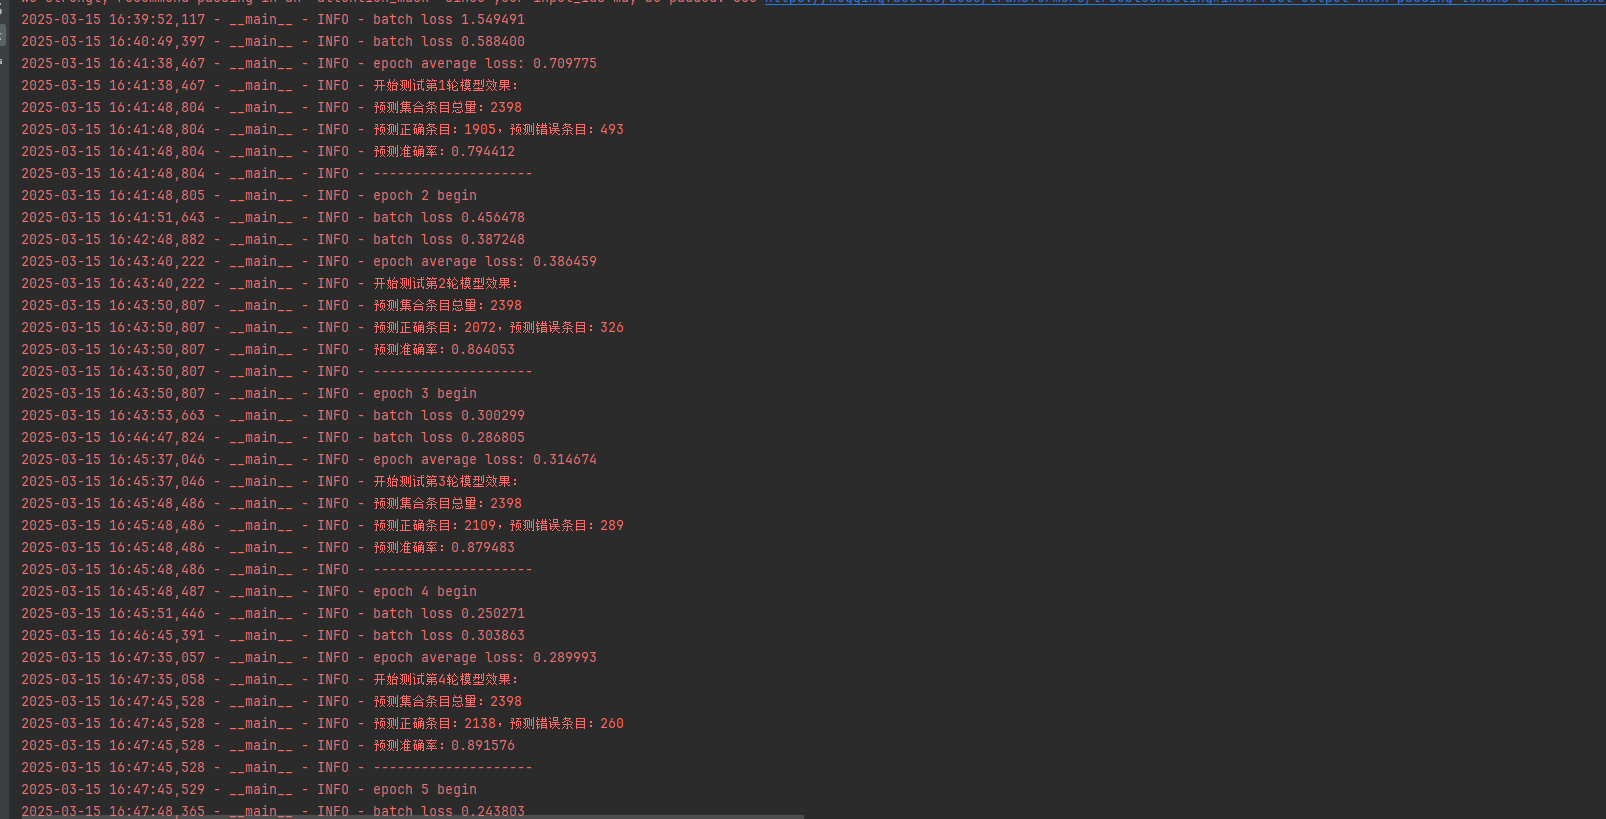 2025-03-15 16:39:52,117 - __main__ - INFO - batch loss 1.549491
2025-03-15 16:40:49,397 - __main__ - INFO - batch loss 0.588400
2025-03-15 16:41:38,467 - __main__ - INFO - epoch average loss: 0.709775
2025-03-15 16:41:38,467 - __main__ - INFO - 开始测试第1轮模型效果：
2025-03-15 16:41:48,804 - __main__ - INFO - 预测集合条目总量：2398
2025-03-15 16:41:48,804 - __main__ - INFO - 预测正确条目：1905，预测错误条目：493
2025-03-15 16:41:48,804 - __main__ - INFO - 预测准确率：0.794412
2025-03-15 16:41:48,804 - __main__ - INFO - --------------------
2025-03-15 16:41:48,805 - __main__ - INFO - epoch 2 begin
2025-03-15 16:41:51,643 - __main__ - INFO - batch loss 0.456478
2025-03-15 16:42:48,882 - __main__ - INFO - batch loss 0.387248
2025-03-15 16:43:40,222 - __main__ - INFO - epoch average loss: 0.386459
2025-03-15 16:43:40,222 - __main__ - INFO - 开始测试第2轮模型效果：
2025-03-15 16:43:50,807 - __main__ - INFO - 预测集合条目总量：2398
2025-03-15 16:43:50,807 - __main__ - INFO - 预测正确条目：2072，预测错误条目：326
2025-03-15 16:43:50,807 - __main__ - INFO - 预测准确率：0.864053
2025-03-15 16:43:50,807 - __main__ - INFO - --------------------
2025-03-15 16:43:50,807 - __main__ - INFO - epoch 3 begin
2025-03-15 16:43:53,663 - __main__ - INFO - batch loss 0.300299
2025-03-15 16:44:47,824 - __main__ - INFO - batch loss 0.286805
2025-03-15 16:45:37,046 - __main__ - INFO - epoch average loss: 0.314674
2025-03-15 16:45:37,046 - __main__ - INFO - 开始测试第3轮模型效果：
2025-03-15 16:45:48,486 - __main__ - INFO - 预测集合条目总量：2398
2025-03-15 16:45:48,486 - __main__ - INFO - 预测正确条目：2109，预测错误条目：289
2025-03-15 16:45:48,486 - __main__ - INFO - 预测准确率：0.879483
2025-03-15 16:45:48,486 - __main__ - INFO - --------------------
2025-03-15 16:45:48,487 - __main__ - INFO - epoch 4 begin
2025-03-15 16:45:51,446 - __main__ - INFO - batch loss 0.250271
2025-03-15 16:46:45,391 - __main__ - INFO - batch loss 0.303863
2025-03-15 16:47:35,057 - __main__ - INFO - epoch average loss: 0.289993
2025-03-15 16:47:35,058 - __main__ - INFO - 开始测试第4轮模型效果：
2025-03-15 16:47:45,528 - __main__ - INFO - 预测集合条目总量：2398
2025-03-15 16:47:45,528 - __main__ - INFO - 预测正确条目：2138，预测错误条目：260
2025-03-15 16:47:45,528 - __main__ - INFO - 预测准确率：0.891576
2025-03-15 16:47:45,528 - __main__ - INFO - --------------------
2025-03-15 16:47:45,529 - __main__ - INFO - epoch 5 begin
2025-03-15 16:47:48,365 - __main__ - INFO - batch loss 0.243803